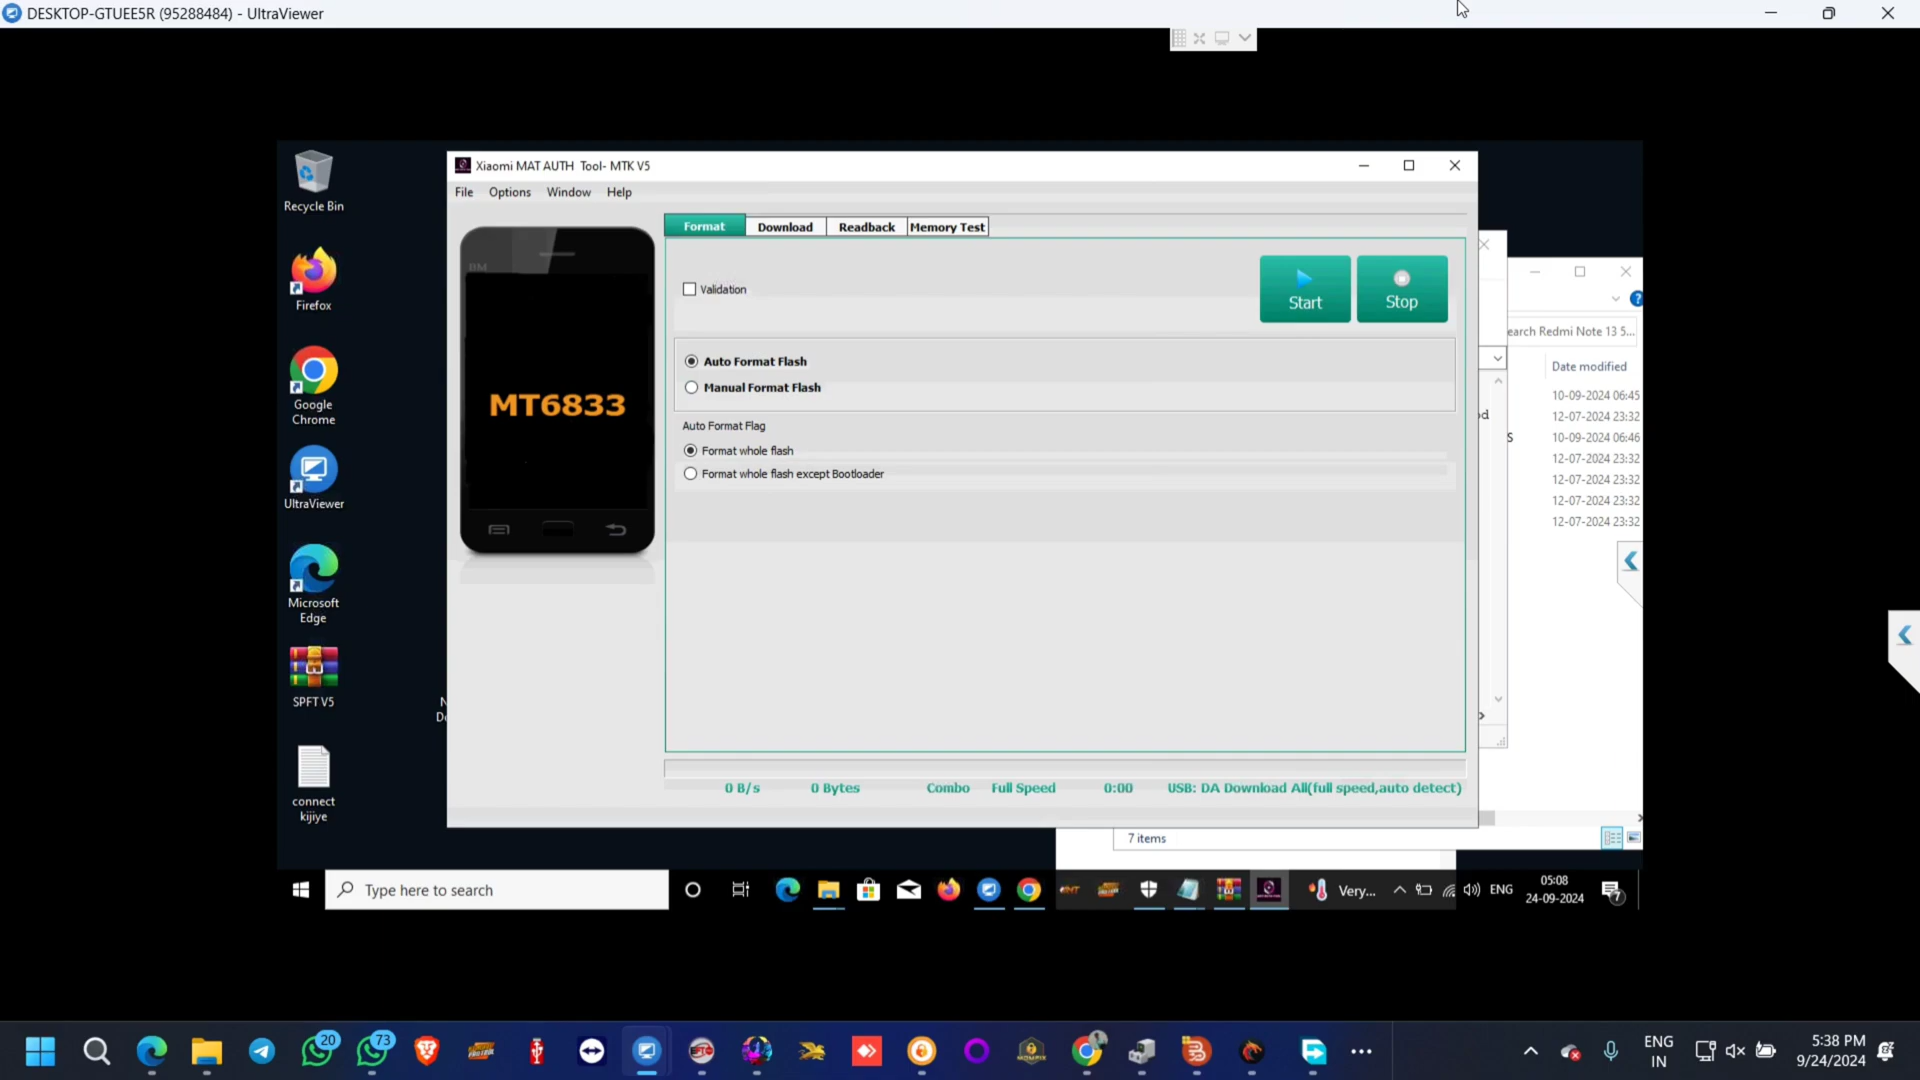 DESKTOP-GTUEE5R (95288484) - UltraViewer
Recycle Bin
Firefox
Google
Chrome
UltraViewer
Microsoft
Edge
SPFT V5
connect
kijiye
Xiaomi MAT AUTH Tool- MTK V5
File Options Window Help
BM
MT6833
Format Download Readback Memory Test
Validation
Start
Stop
Auto Format Flash
Manual Format Flash
Auto Format Flag
Format whole flash
Format whole flash except Bootloader
0 B/s 0 Bytes Combo Full Speed 0:00 USB: DA Download All(full speed,auto detect)
earch Redmi Note 13 5...
Date modified
10-09-2024 06:45
12-07-2024 23:32
10-09-2024 06:46
12-07-2024 23:32
12-07-2024 23:32
12-07-2024 23:32
12-07-2024 23:32
7 items
Type here to search
Very...
ENG
05:08
24-09-2024
7
20
73
ENG
IN
5:38 PM
9/24/2024